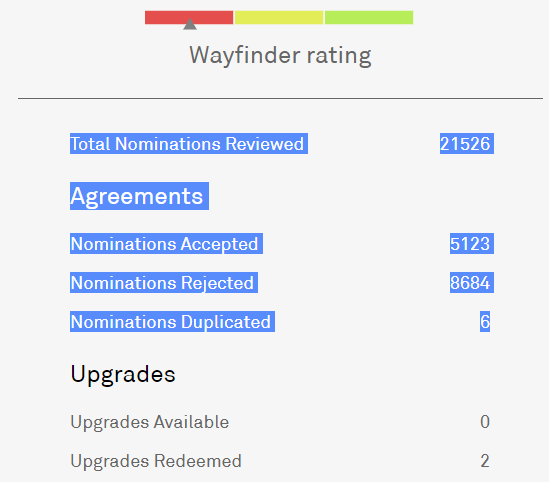 Wayfinder rating
Total Nominations Reviewed 21526
Agreements
Nominations Accepted 5123
Nominations Rejected 8684
Nominations Duplicated 6
Upgrades
Upgrades Available 0
Upgrades Redeemed 2